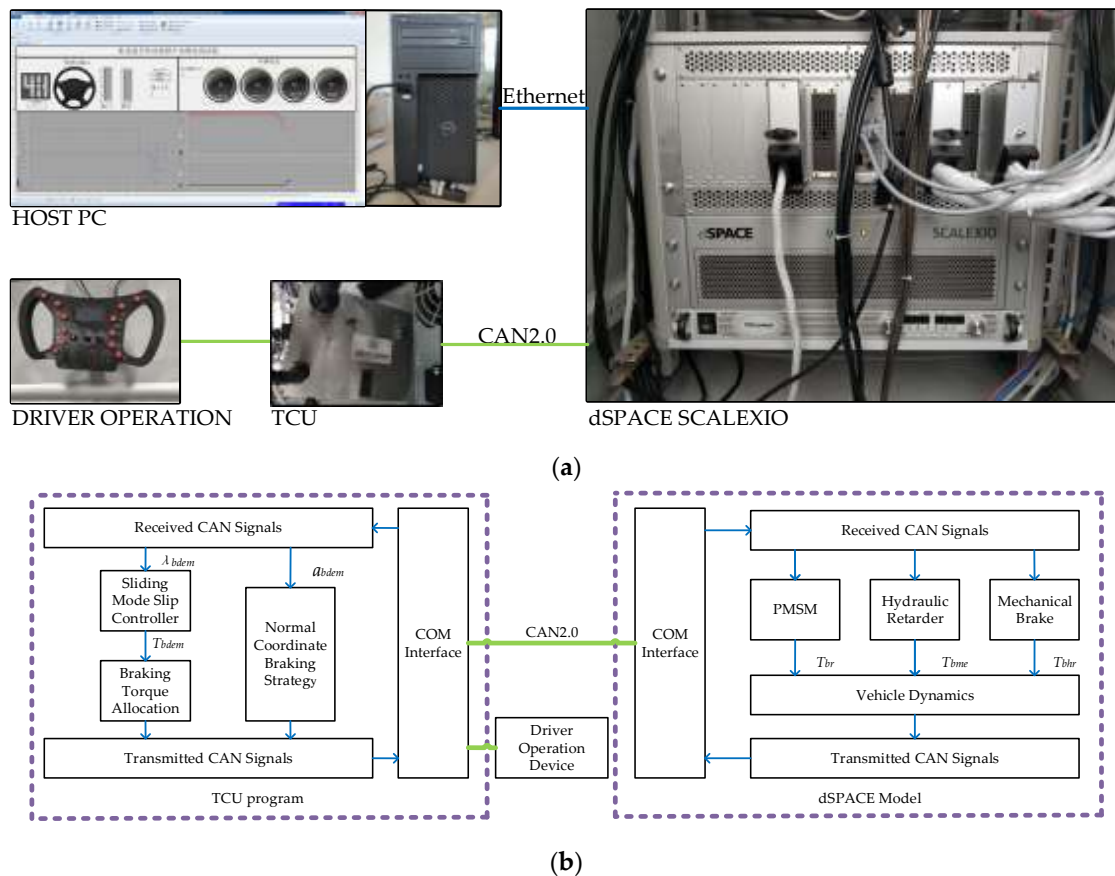 Ethernet
HOST PC
dSPACE
SCALEXIO
CAN2.0
DRIVER OPERATION
TCU
dSPACE SCALEXIO
(a)
Received CAN Signals
λbdem
abdem
Sliding
Mode Slip
Controller
Tbdem
Normal
Coordinate
Braking
Strategy
Braking
Torque
Allocation
Transmitted CAN Signals
COM
Interface
TCU program
CAN2.0
Driver
Operation
Device
COM
Interface
Received CAN Signals
PMSM
Hydraulic
Retarder
Mechanical
Brake
Tbr
Tbme
Tbhr
Vehicle Dynamics
Transmitted CAN Signals
dSPACE Model
(b)